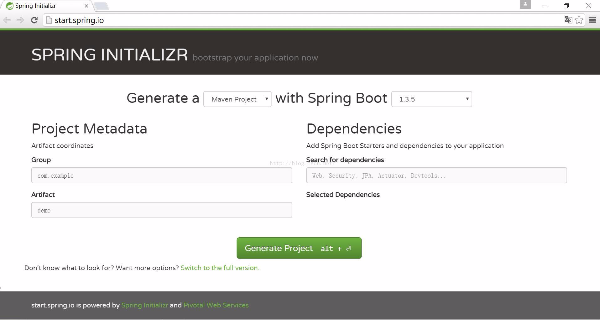 Spring Initializr
start.spring.io
SPRING INITIALIZR bootstrap your application now
Generate a Maven Project with Spring Boot 1.3.5
Project Metadata
Artifact coordinates
Group
com.example
Artifact
demo
Dependencies
Add Spring Boot Starters and dependencies to your application
Search for dependencies
Web, Security, JPA, Actuator, Devtools...
Selected Dependencies
Generate Project alt + ⏎
Don't know what to look for? Want more options? Switch to the full version.
start.spring.io is powered by Spring Initializr and Pivotal Web Services